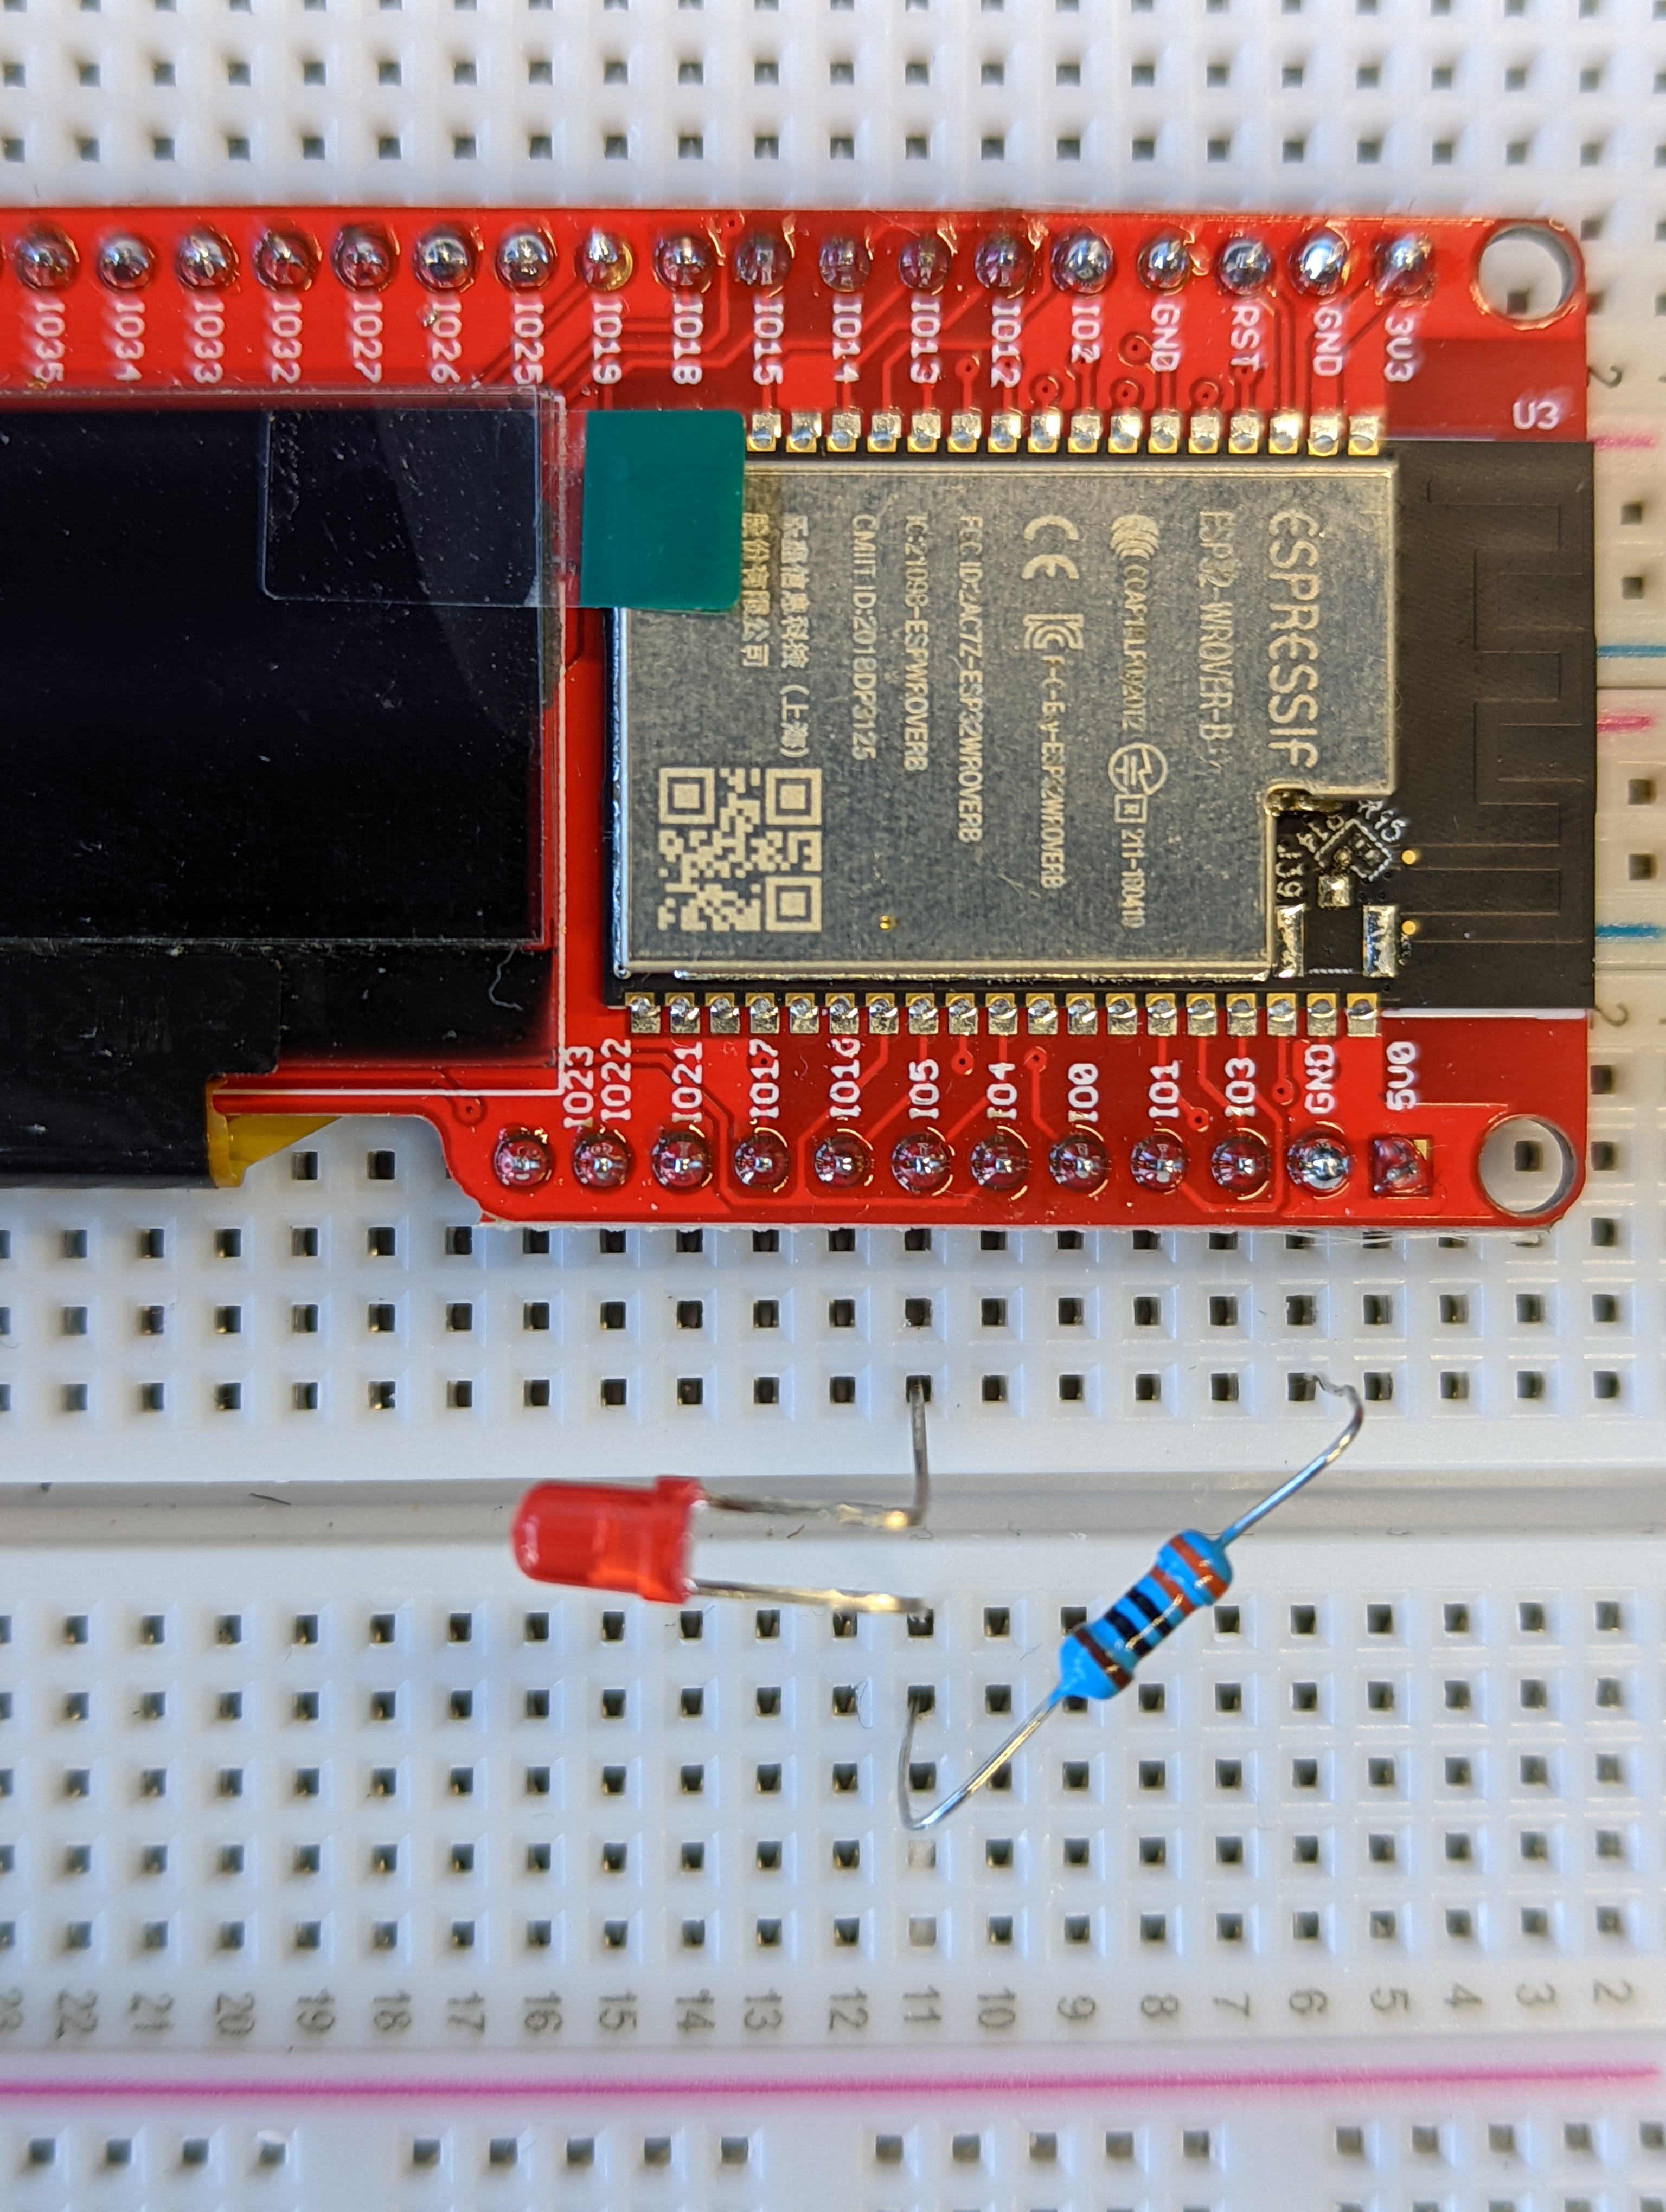 IO35
IO34
IO33
IO32
IO27
IO26
IO25
IO19
IO18
IO15
IO14
IO13
IO12
IO2
GND
RST
GND
3V3
U3
2
ESPRESSIF
ESP32-WROVER-B
211-180410
FCC ID:2AC7Z-ESP32WROVERB
IC:21098-ESPWROVERB
CMIIT ID:2018DP3125
乐鑫信息科技（上海）
股份有限公司
2
IO23
IO22
IO21
IO17
IO16
IO5
IO4
IO0
IO1
IO3
GND
5V0
23
22
21
20
19
18
17
16
15
14
13
12
11
10
9
8
7
6
5
4
3
2